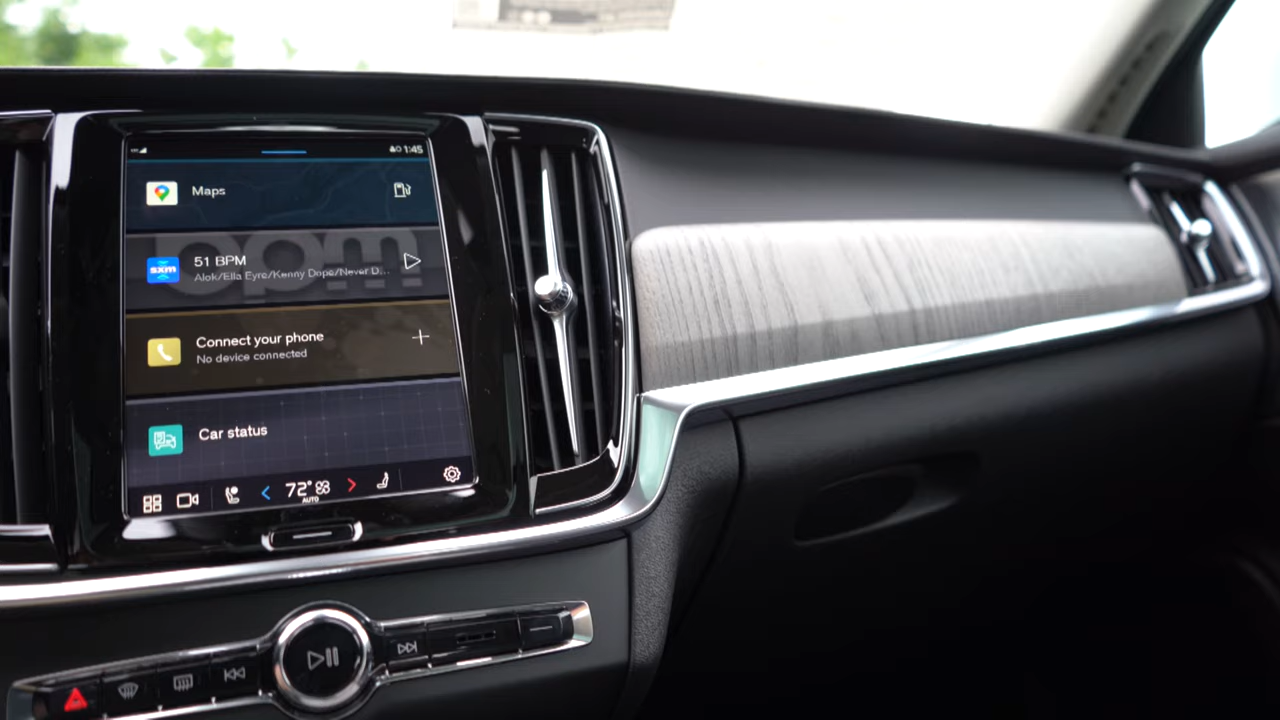 1:45
Maps
bpm
sxm
51 BPM
Alok/Ella Eyre/Kenny Dope/Never D...
Connect your phone
No device connected
Car status
72°
AUTO